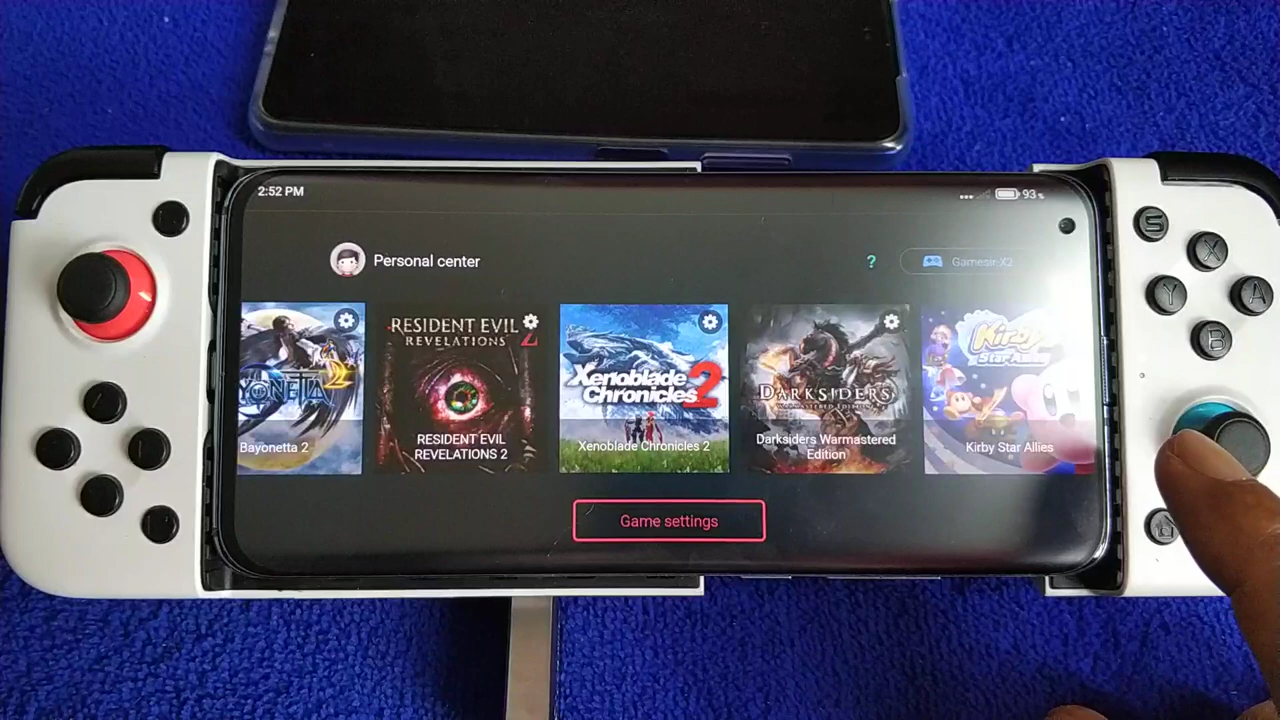 2:52 PM
93%
Personal center
?
Gamesir-X2
BAYONETTA 2
Bayonetta 2
RESIDENT EVIL
REVELATIONS 2
RESIDENT EVIL
REVELATIONS 2
Xenoblade
Chronicles 2
Xenoblade Chronicles 2
DARKSIDERS
WARMASTERED EDITION
Darksiders Warmastered
Edition
Kirby
Star Allies
Kirby Star Allies
Game settings
S
X
Y
A
B